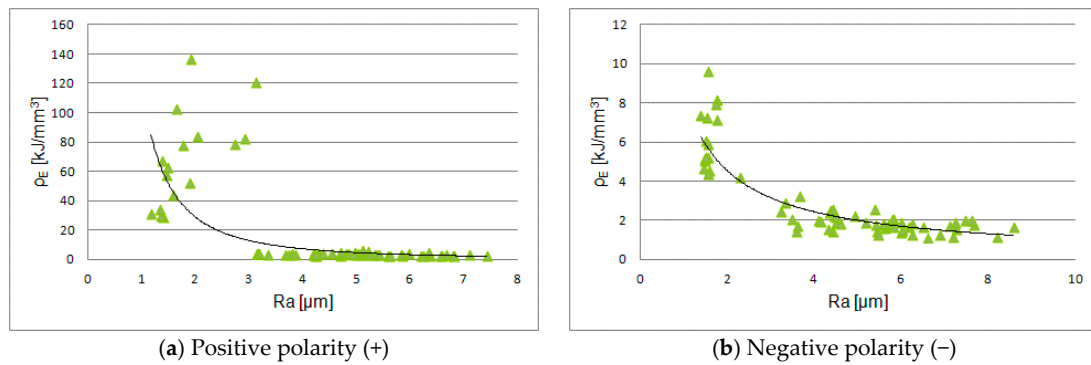 160
140
120
100
80
60
40
20
0
ρE [kJ/mm³]
0 1 2 3 4 5 6 7 8
Ra [µm]
(a) Positive polarity (+)
12
10
8
6
4
2
0
ρE [kJ/mm³]
0 2 4 6 8 10
Ra [µm]
(b) Negative polarity (−)